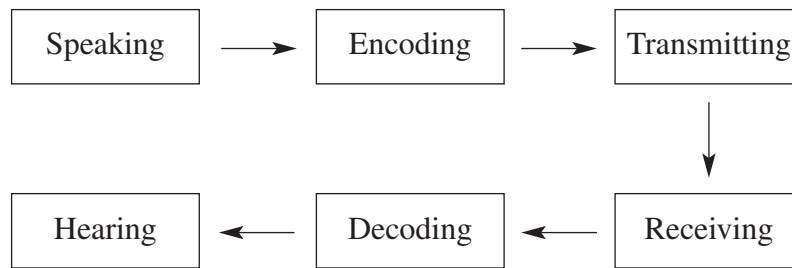 Speaking
Encoding
Transmitting
Hearing
Decoding
Receiving